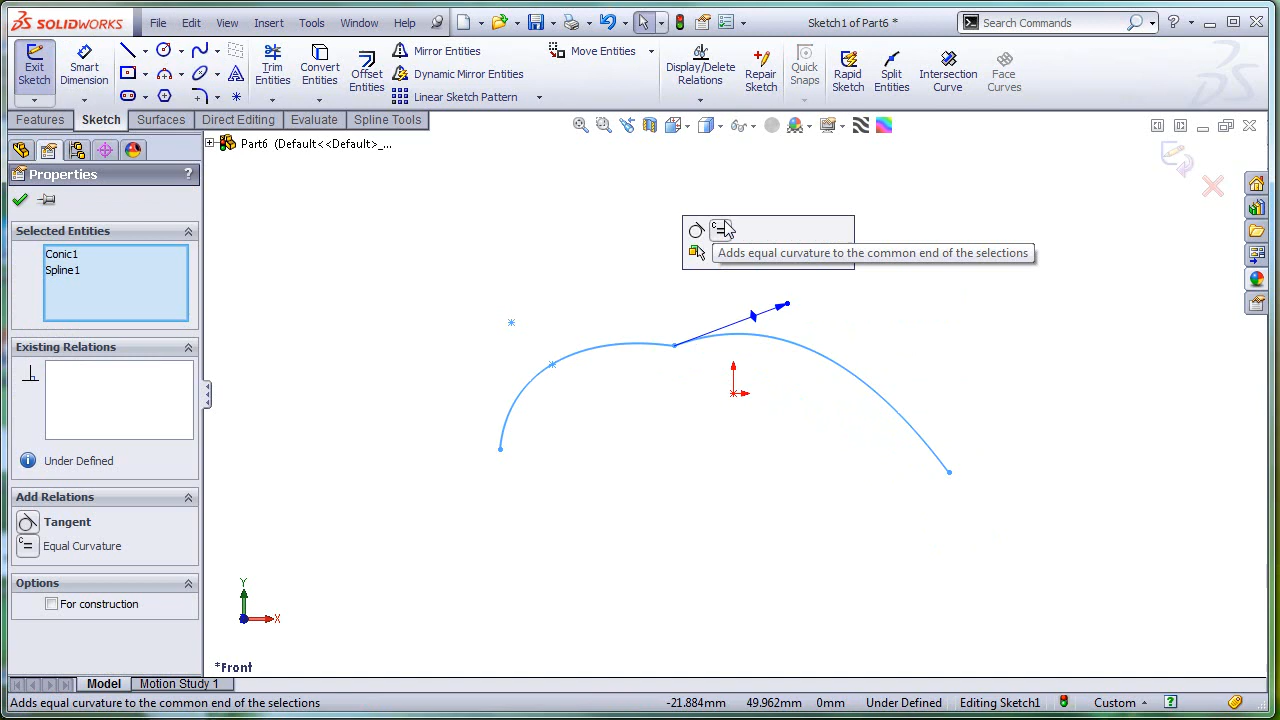 SOLIDWORKS File Edit View Insert Tools Window Help Sketch1 of Part6 * Search Commands
Exit Sketch
Smart Dimension
Trim Entities
Convert Entities
Offset Entities
Mirror Entities
Dynamic Mirror Entities
Linear Sketch Pattern
Move Entities
Display/Delete Relations
Repair Sketch
Quick Snaps
Rapid Sketch
Split Entities
Intersection Curve
Face Curves
Features Sketch Surfaces Direct Editing Evaluate Spline Tools
Part6 (Default<<Default>_...
Properties ?
Selected Entities
Conic1
Spline1
Existing Relations
Under Defined
Add Relations
Tangent
Equal Curvature
Options
For construction
Adds equal curvature to the common end of the selections
Y
X
*Front
Model Motion Study 1
Adds equal curvature to the common end of the selections -21.884mm 49.962mm 0mm Under Defined Editing Sketch1 Custom ?